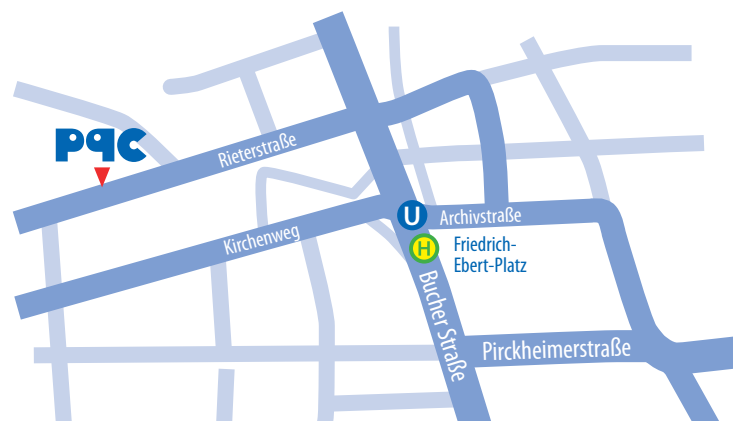 pqc
Rieterstraße
Kirchenweg
U
Archivstraße
H
Friedrich-
Ebert-Platz
Bucher Straße
Pirckheimerstraße